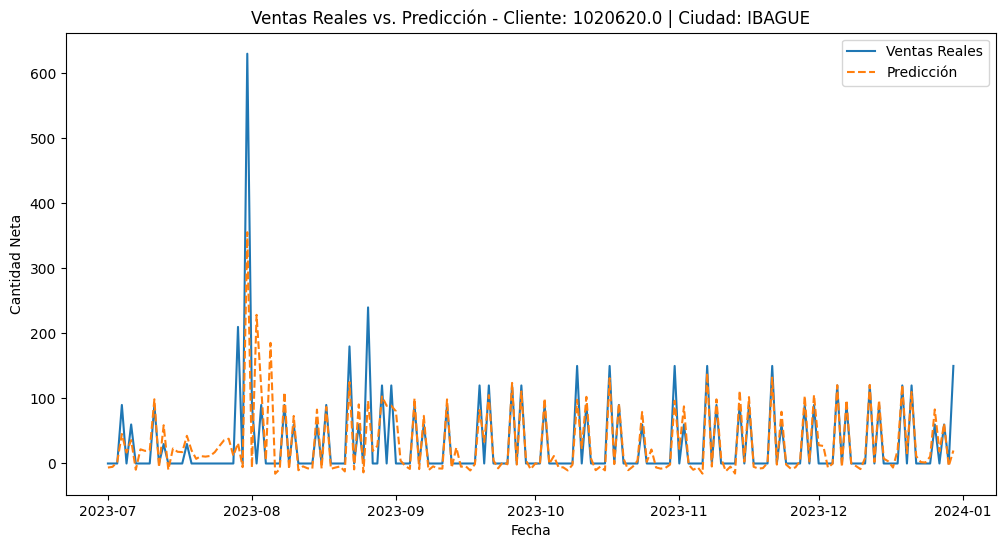 Ventas Reales vs. Predicción - Cliente: 1020620.0 | Ciudad: IBAGUE
Ventas Reales
Predicción
Cantidad Neta
600
500
400
300
200
100
0
2023-07
2023-08
2023-09
2023-10
2023-11
2023-12
2024-01
Fecha